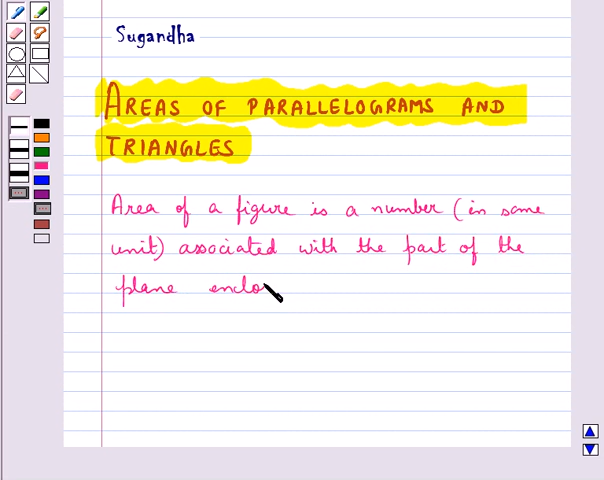 Sugandha
AREAS OF PARALLELOGRAMS AND
TRIANGLES
Area of a figure is a number (in some
unit) associated with the part of the
plane enclo